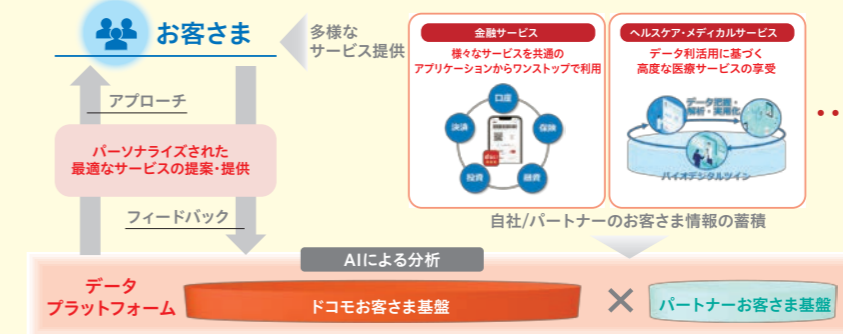 お客さま
多様な
サービス提供
金融サービス
様々なサービスを共通の
アプリケーションからワンストップで利用
口座
決済
保険
投資
融資
ヘルスケア・メディカルサービス
データ利活用に基づく
高度な医療サービスの享受
データ把握・
解析・実用化
バイオデジタルツイン
アプローチ
パーソナライズされた
最適なサービスの提案・提供
フィードバック
自社/パートナーのお客さま情報の蓄積
AIによる分析
データ
プラットフォーム
ドコモお客さま基盤
×
パートナーお客さま基盤